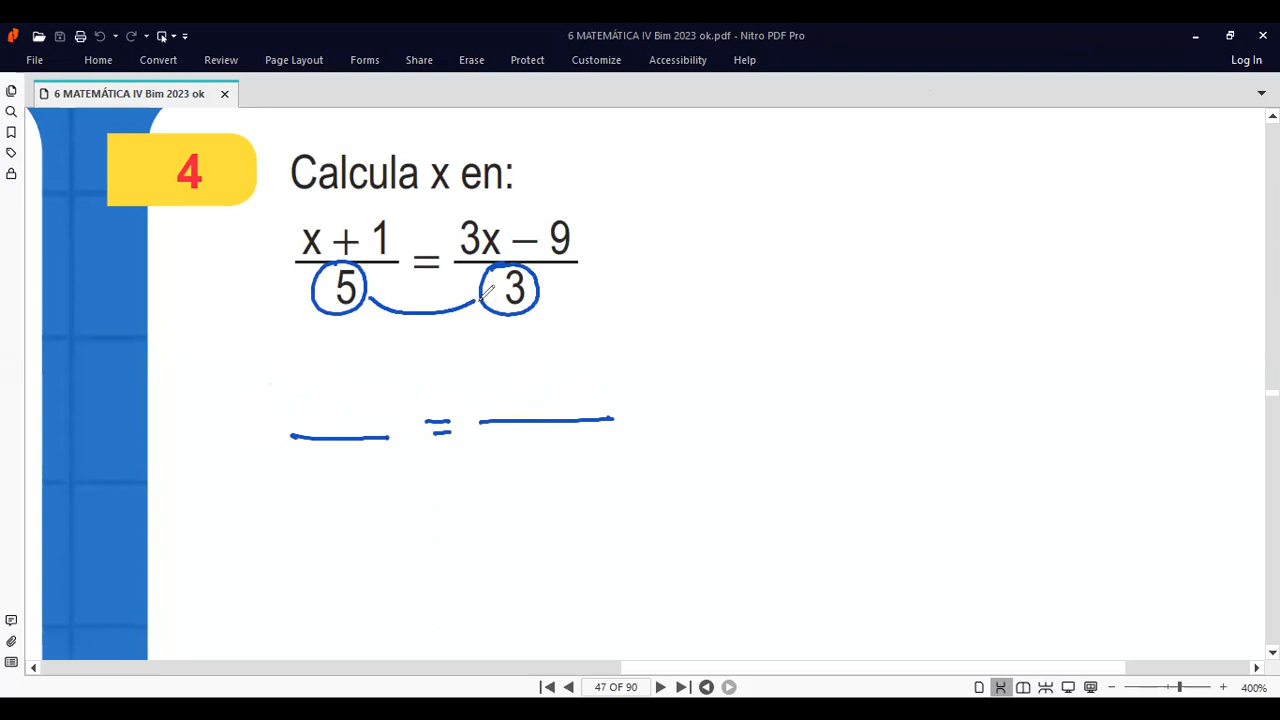 6 MATEMÁTICA IV Bim 2023 ok.pdf - Nitro PDF Pro
File Home Convert Review Page Layout Forms Share Erase Protect Customize Accessibility Help Log In
6 MATEMÁTICA IV Bim 2023 ok
4 Calcula x en:
x + 1 = 3x – 9
5 3
=
47 OF 90
400%